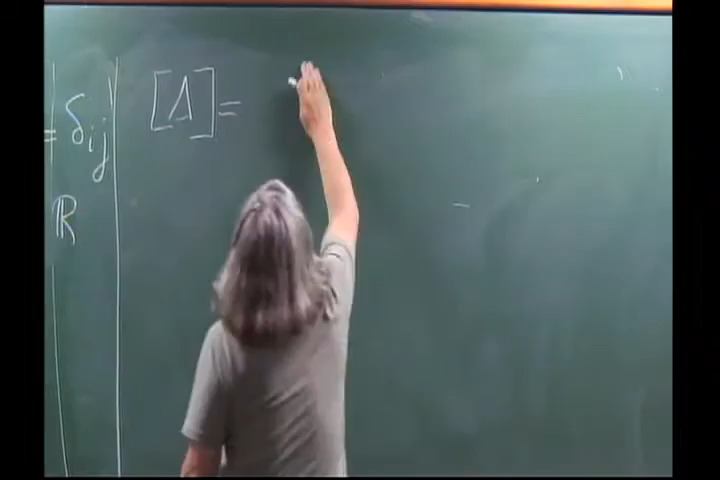 = δij
[Λ] =
ℝ